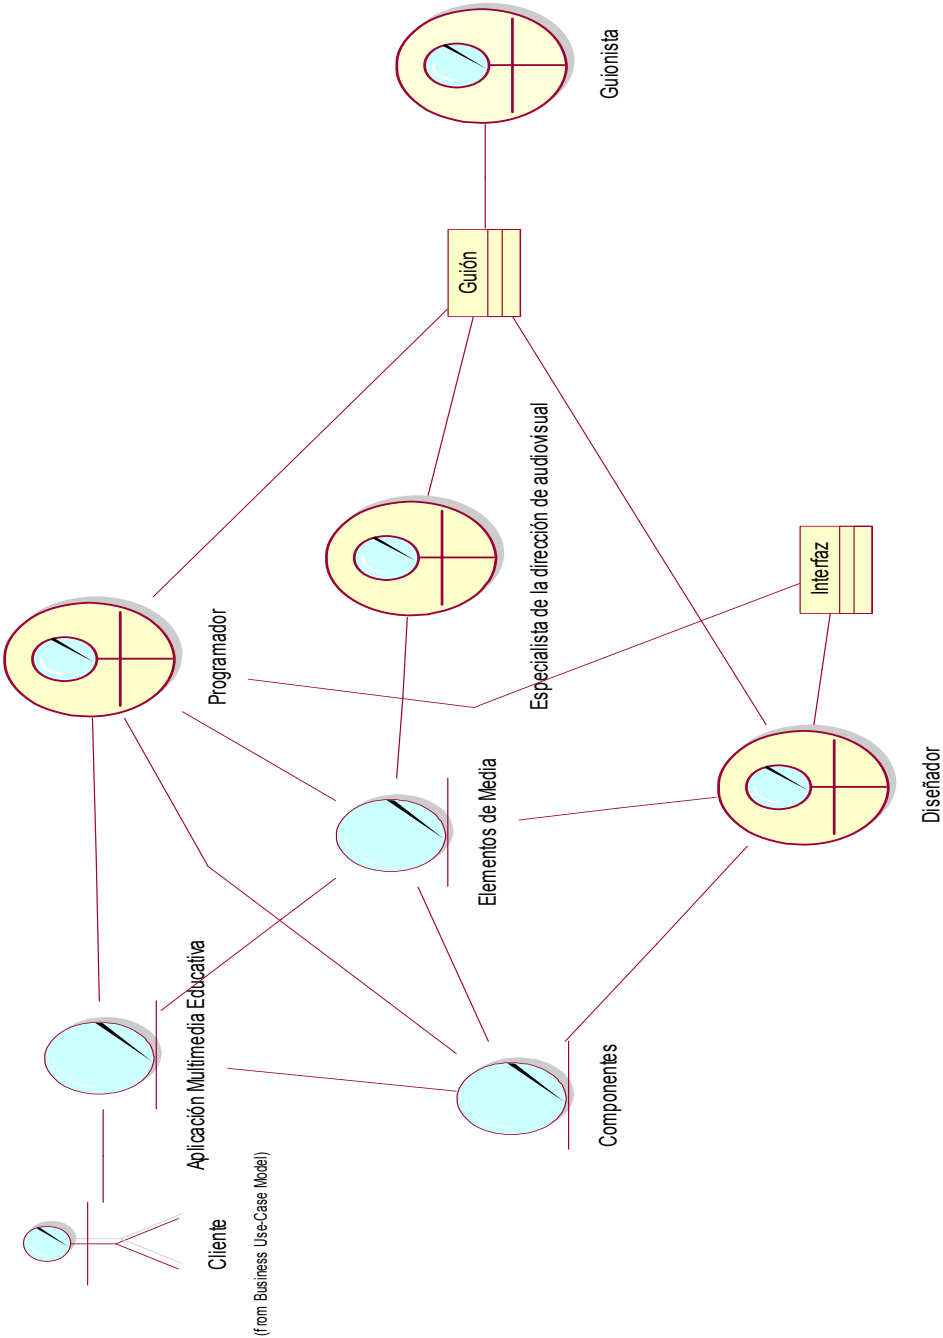 Cliente
(from Business Use-Case Model)
Aplicación Multimedia Educativa
Programador
Componentes
Elementos de Media
Especialista de la dirección de audiovisual
Guión
Guionista
Interfaz
Diseñador